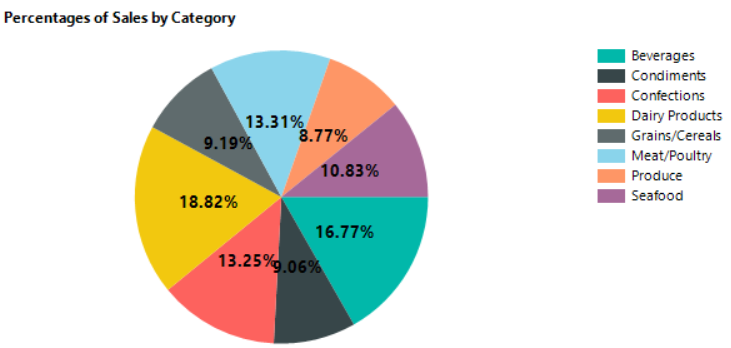 Percentages of Sales by Category
Beverages
Condiments
Confections
Dairy Products
Grains/Cereals
Meat/Poultry
Produce
Seafood
13.31%
8.77%
9.19%
10.83%
18.82%
16.77%
13.25%
9.06%